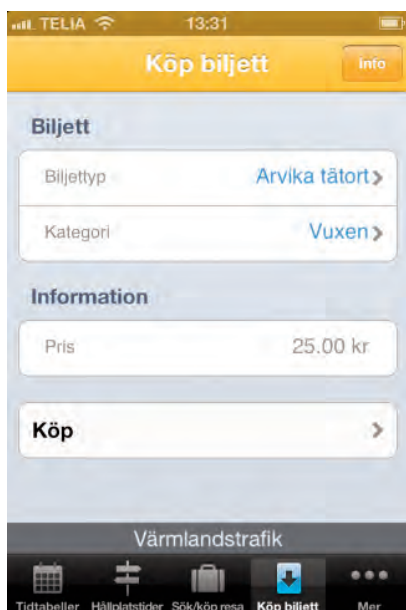 TELIA 13:31
Köp biljett info
Biljett
Biljettyp Arvika tätort
Kategori Vuxen
Information
Pris 25.00 kr
Köp
Värmlandstrafik
Tidtabeller Hållplatstider Sök/köp resa Köp biljett Mer